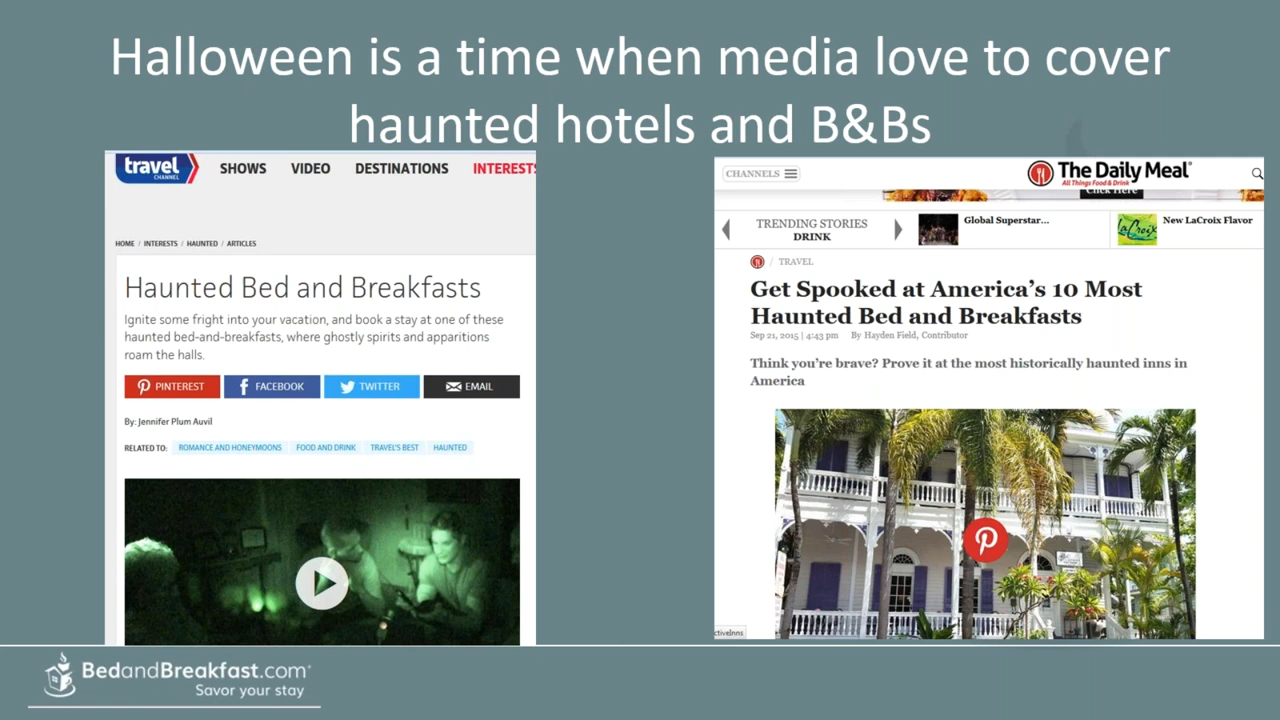 Halloween is a time when media love to cover
haunted hotels and B&Bs
travel
CHANNEL
SHOWS VIDEO DESTINATIONS INTERESTS
HOME / INTERESTS / HAUNTED / ARTICLES
Haunted Bed and Breakfasts
Ignite some fright into your vacation, and book a stay at one of these
haunted bed-and-breakfasts, where ghostly spirits and apparitions
roam the halls.
PINTEREST FACEBOOK TWITTER EMAIL
By: Jennifer Plum Auvil
RELATED TO: ROMANCE AND HONEYMOONS FOOD AND DRINK TRAVEL'S BEST HAUNTED
CHANNELS
The Daily Meal®
All Things Food & Drink
Click Here
TRENDING STORIES
DRINK
Global Superstar...
LaCroix
New LaCroix Flavor
/ TRAVEL
Get Spooked at America’s 10 Most
Haunted Bed and Breakfasts
Sep 21, 2015 | 4:43 pm By Hayden Field, Contributor
Think you’re brave? Prove it at the most historically haunted inns in
America
ctiveInns
BedandBreakfast.com®
Savor your stay